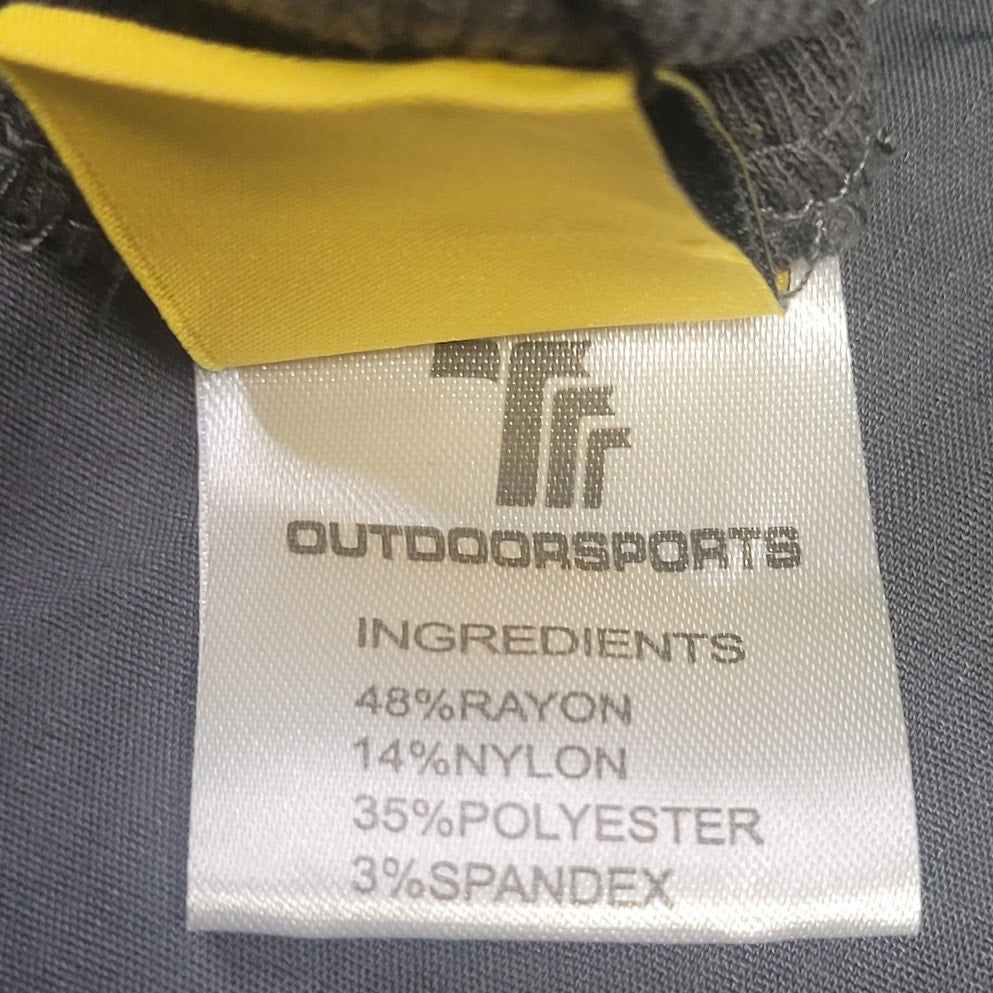 OUTDOORSPORTS
INGREDIENTS
48%RAYON
14%NYLON
35%POLYESTER
3%SPANDEX